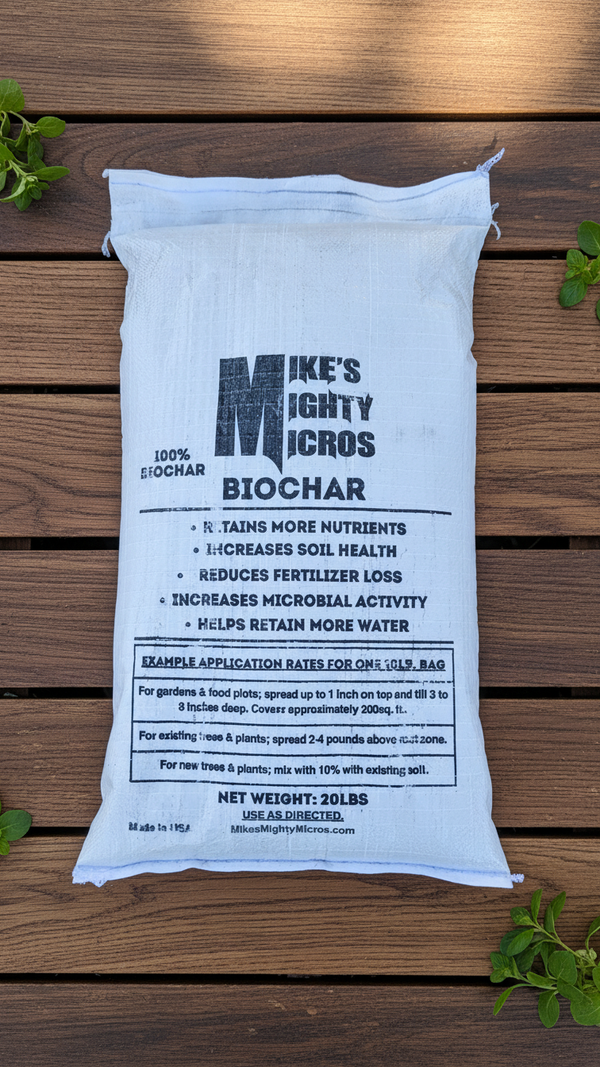 MIKE'S
MIGHTY
MICROS
100%
BIOCHAR
BIOCHAR
• RETAINS MORE NUTRIENTS
• INCREASES SOIL HEALTH
• REDUCES FERTILIZER LOSS
• INCREASES MICROBIAL ACTIVITY
• HELPS RETAIN MORE WATER
EXAMPLE APPLICATION RATES FOR ONE BAG
For gardens & food plots; spread up to 1 inch on top and till 3 to
inches deep. Covers approximately 200sq. ft.
For existing trees & plants; spread 2-4 pounds above root zone.
For new trees & plants; mix with 10% with existing soil.
NET WEIGHT: 20LBS
USE AS DIRECTED.
Made in USA
MikesMightyMicros.com